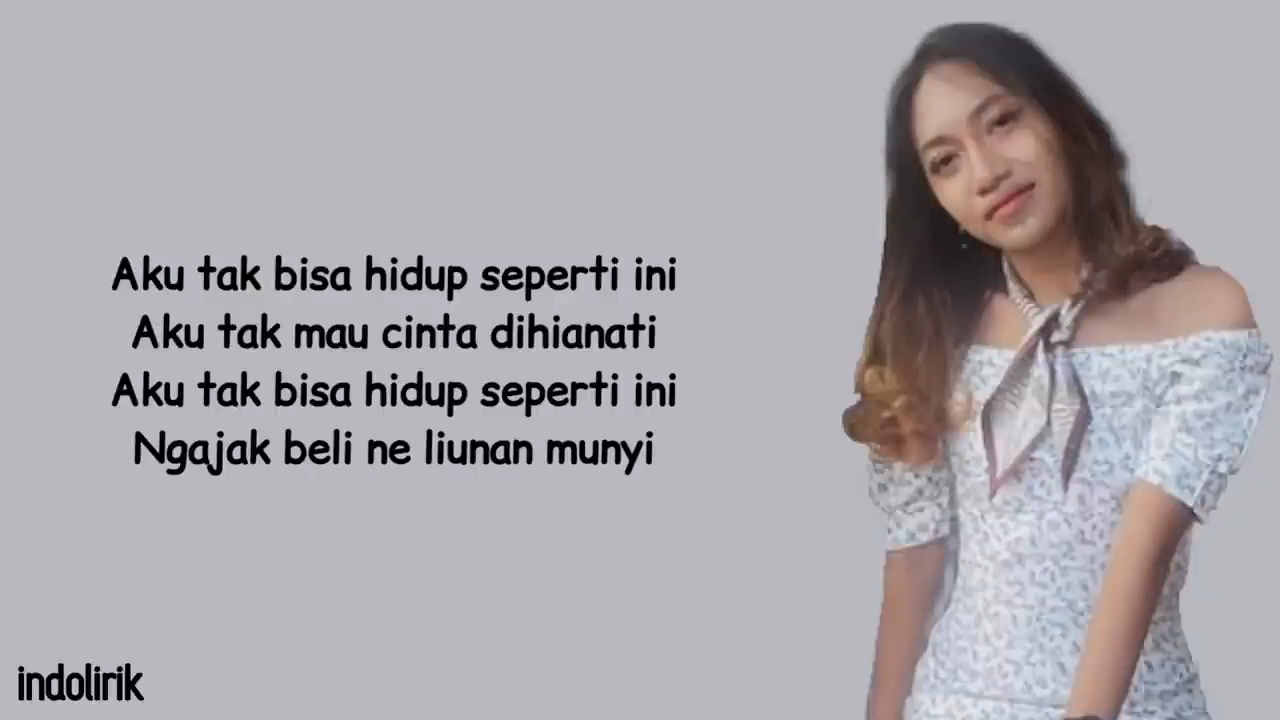 Aku tak bisa hidup seperti ini
Aku tak mau cinta dihianati
Aku tak bisa hidup seperti ini
Ngajak beli ne liunan munyi
indolirik